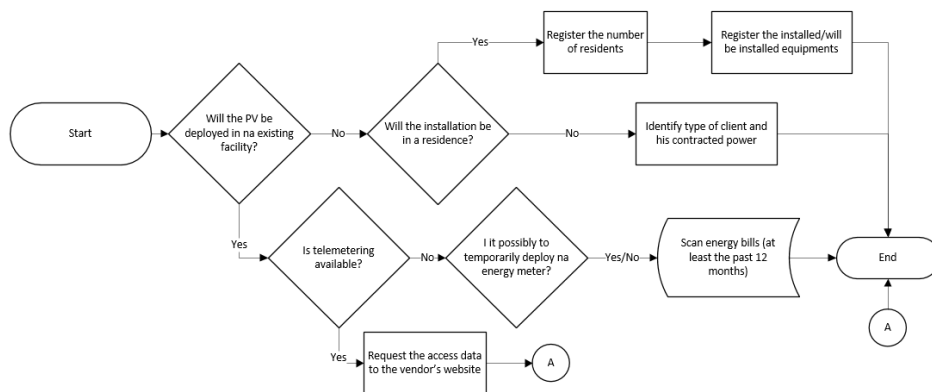 Yes
Register the number
of residents
Register the installed/will
be installed equipments
Start
Will the PV be
deployed in na existing
facility?
No
Will the installation be
in a residence?
No
Identify type of client and
his contracted power
Yes
Is telemetering
available?
No
I it possibly to
temporarily deploy na
energy meter?
Yes/No
Scan energy bills (at
least the past 12
months)
End
Yes
Request the access data
to the vendor's website
A
A